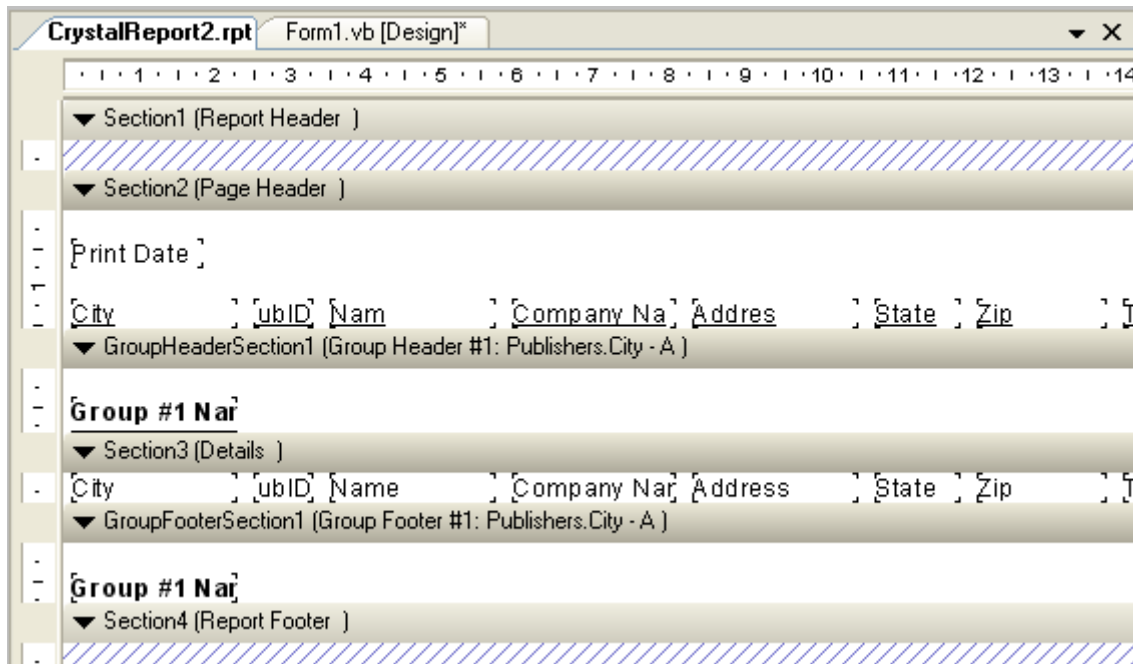 CrystalReport2.rpt Form1.vb [Design]*
1 2 3 4 5 6 7 8 9 10 11 12 13 14
Section1 (Report Header )
Section2 (Page Header )
1
Print Date
City ubID Nam Company Na Addres State Zip T
GroupHeaderSection1 (Group Header #1: Publishers.City - A )
Group #1 Nar
Section3 (Details )
City ubID Name Company Nar Address State Zip T
GroupFooterSection1 (Group Footer #1: Publishers.City - A )
Group #1 Nar
Section4 (Report Footer )